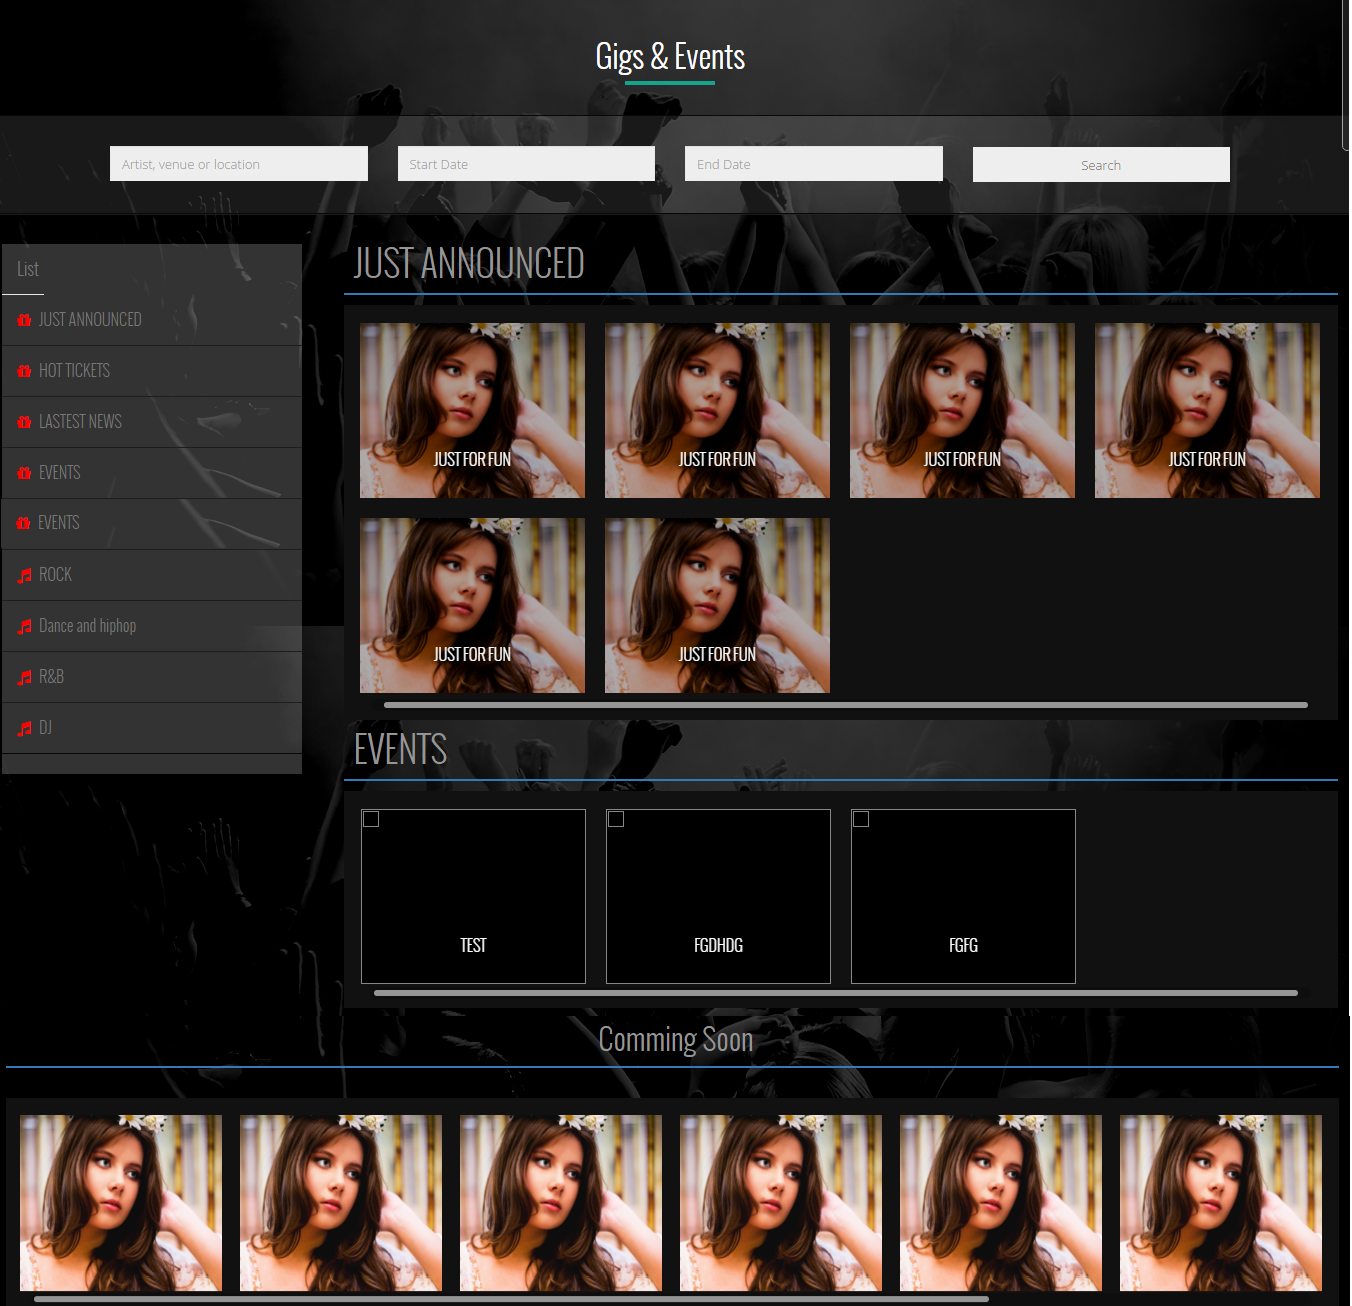 Gigs & Events
Artist, venue or location
Start Date
End Date
Search
List
JUST ANNOUNCED
HOT TICKETS
LASTEST NEWS
EVENTS
EVENTS
ROCK
Dance and hiphop
R&B
DJ
JUST ANNOUNCED
JUST FOR FUN
JUST FOR FUN
JUST FOR FUN
JUST FOR FUN
JUST FOR FUN
JUST FOR FUN
EVENTS
TEST
FGDHDG
FGFG
Comming Soon